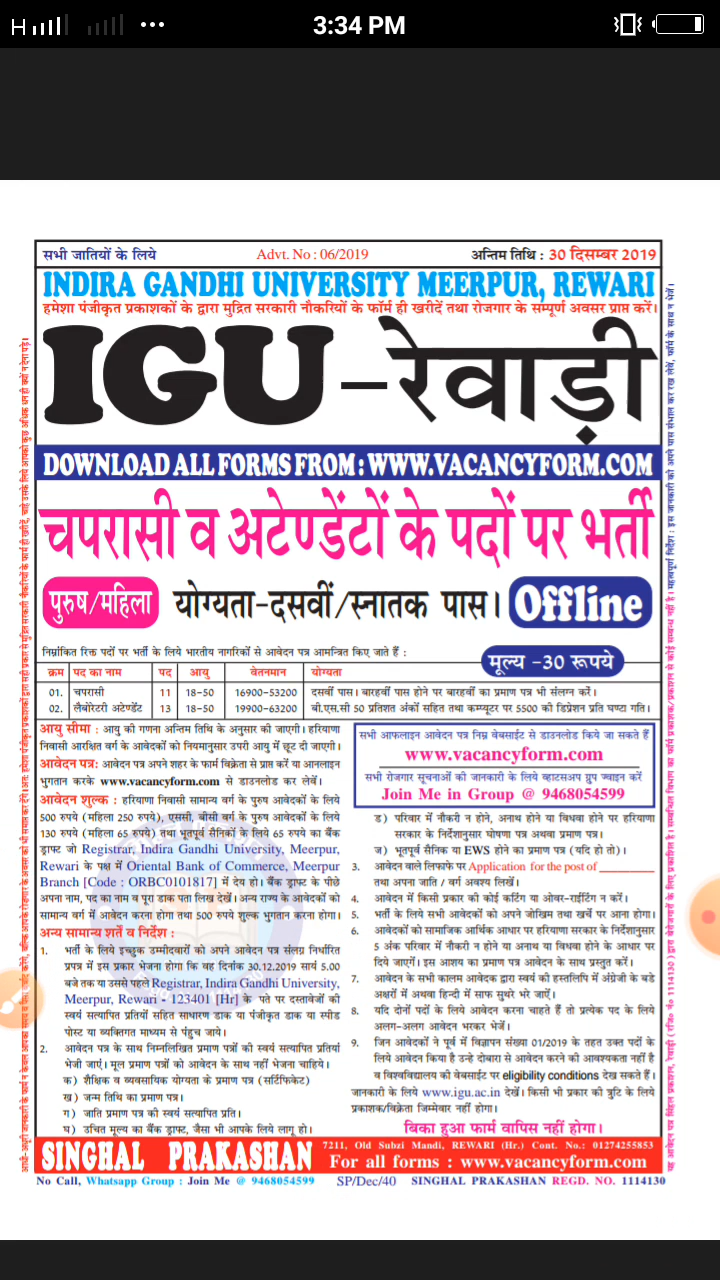 H
3:34 PM
सभी जातियों के लिये
Advt. No : 06/2019
अन्तिम तिथि : 30 दिसम्बर 2019
INDIRA GANDHI UNIVERSITY MEERPUR, REWARI
हमेशा पंजीकृत प्रकाशकों के द्वारा मुद्रित सरकारी नौकरियों के फॉर्म ही खरीदें तथा रोजगार के सम्पूर्ण अवसर प्राप्त करें।
IGU-रेवाड़ी
DOWNLOAD ALL FORMS FROM : WWW.VACANCYFORM.COM
चपरासी व अटेण्डेंटों के पदों पर भर्ती
पुरुष/महिला योग्यता-दसवीं/स्नातक पास। Offline
निम्नांकित रिक्त पदों पर भर्ती के लिये भारतीय नागरिकों से आवेदन पत्र आमन्त्रित किए जाते हैं :
मूल्य -30 रूपये
क्रम पद का नाम पद आयु वेतनमान योग्यता
01. चपरासी 11 18-50 16900-53200 दसवीं पास। बारहवीं पास होने पर बारहवीं का प्रमाण पत्र भी संलग्न करें।
02. लैबोरेटरी अटेण्डेंट 13 18-50 19900-63200 बी.एस.सी 50 प्रतिशत अंकों सहित तथा कम्प्यूटर पर 5500 की डिप्रेशन प्रति घण्टा गति।
आयु सीमा : आयु की गणना अन्तिम तिथि के अनुसार की जाएगी। हरियाणा
निवासी आरक्षित वर्ग के आवेदकों को नियमानुसार उपरी आयु में छूट दी जाएगी।
आवेदन पत्र: आवेदन पत्र अपने शहर के फार्म विक्रेता से प्राप्त करें या आनलाइन
भुगतान करके www.vacancyform.com से डाउनलोड कर लेवें।
आवेदन शुल्क : हरियाणा निवासी सामान्य वर्ग के पुरुष आवेदकों के लिये
500 रुपये (महिला 250 रुपये), एससी, बीसी वर्ग के पुरुष आवेदकों के लिये
130 रुपये (महिला 65 रुपये) तथा भूतपूर्व सैनिकों के लिये 65 रुपये का बैंक
ड्राफ्ट जो Registrar, Indira Gandhi University, Meerpur,
Rewari के पक्ष में Oriental Bank of Commerce, Meerpur
Branch [Code : ORBC0101817] में देय हो। बैंक ड्राफ्ट के पीछे
अपना नाम, पद का नाम व पूरा डाक पता लिख देखें। अन्य राज्य के आवेदकों को
सामान्य वर्ग में आवेदन करना होगा तथा 500 रुपये शुल्क भुगतान करना होगा।
अन्य सामान्य शर्तें व निर्देश :
1. भर्ती के लिये इच्छुक उम्मीदवारों को अपने आवेदन पत्र संलग्न निर्धारित
प्रपत्र में इस प्रकार भेजना होगा कि वह दिनांक 30.12.2019 सायं 5.00
बजे तक या उससे पहले Registrar, Indira Gandhi University,
Meerpur, Rewari - 123401 [Hr] के पते पर दस्तावेजों की
स्वयं सत्यापित प्रतियों सहित साधारण डाक या पंजीकृत डाक या स्पीड
पोस्ट या व्यक्तिगत माध्यम से पहुंच जाये।
2. आवेदन पत्र के साथ निम्नलिखित प्रमाण पत्रों की स्वयं सत्यापित प्रतियां
भेजी जाएं। मूल प्रमाण पत्रों को आवेदन के साथ नहीं भेजना चाहिये।
क) शैक्षिक व व्यवसायिक योग्यता के प्रमाण पत्र (सर्टिफिकेट)
ख) जन्म तिथि का प्रमाण पत्र।
ग) जाति प्रमाण पत्र की स्वयं सत्यापित प्रति।
घ) उचित मूल्य का बैंक ड्राफ्ट, जैसा भी आपके लिये लागू हो।
सभी आफलाइन आवेदन पत्र निम्न वेबसाईट से डाउनलोड किये जा सकते हैं
www.vacancyform.com
सभी रोजगार सूचनाओं की जानकारी के लिये व्हाटसअप ग्रुप ज्वाइन करें
Join Me in Group @ 9468054599
ड) परिवार में नौकरी न होने, अनाथ होने या विधवा होने पर हरियाणा
सरकार के निर्देशानुसार घोषणा पत्र अथवा प्रमाण पत्र।
ज) भूतपूर्व सैनिक या EWS होने का प्रमाण पत्र (यदि हो तो)।
3. आवेदन वाले लिफाफे पर Application for the post of ________
तथा अपना जाति / वर्ग अवश्य लिखें।
4. आवेदन में किसी प्रकार की कोई कर्टिंग या ओवर-राईटिंग न करें।
5. भर्ती के लिये सभी आवेदकों को अपने जोखिम तथा खर्चे पर आना होगा।
6. आवेदकों को सामाजिक आर्थिक आधार पर हरियाणा सरकार के निर्देशानुसार
5 अंक परिवार में नौकरी न होने या अनाथ या विधवा होने के आधार पर
दिये जाएगें। इस आशय का प्रमाण पत्र आवेदन के साथ प्रस्तुत करें।
7. आवेदन के सभी कालम आवेदक द्वारा स्वयं की हस्तलिपि में अंग्रेजी के बडे
अक्षरों में अथवा हिन्दी में साफ सुथरे भरे जाएँ।
8. यदि दोनों पदों के लिये आवेदन करना चाहते हैं तो प्रत्येक पद के लिये
अलग-अलग आवेदन भरकर भेजें।
9. जिन आवेदकों ने पूर्व में विज्ञापन संख्या 01/2019 के तहत उक्त पदों के
लिये आवेदन किया है उन्हे दोबारा से आवेदन करने की आवश्यकता नहीं है
व विश्वविद्यालय की वेबसाईट पर eligibility conditions देख सकते हैं।
जानकारी के लिये www.igu.ac.in देखें। किसी भी प्रकार की त्रुटि के लिये
प्रकाशक/विक्रेता जिम्मेवार नहीं होगा।
बिका हुआ फार्म वापिस नहीं होगा।
SINGHAL PRAKASHAN
7211, Old Subzi Mandi, REWARI (Hr.) Cont. No.: 01274255853
For all forms : www.vacancyform.com
No Call, Whatsapp Group : Join Me @ 9468054599 SP/Dec/40 SINGHAL PRAKASHAN REGD. NO. 1114130